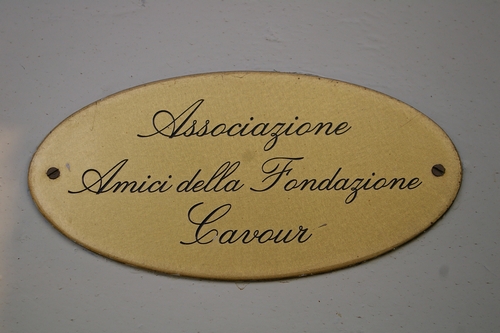 Associazione
Amici della Fondazione
Cavour